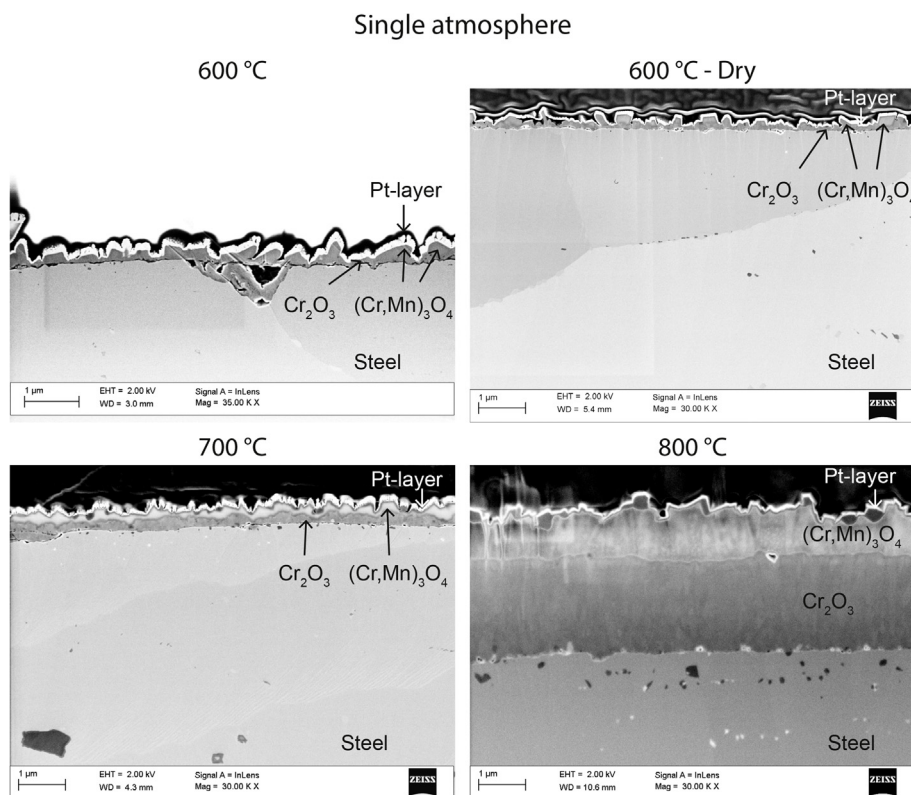 Single atmosphere
600 °C
Pt-layer
Cr₂O₃ (Cr,Mn)₃O₄
Steel
1 µm
EHT = 2.00 kV
WD = 3.0 mm
Signal A = InLens
Mag = 35.00 K X
600 °C - Dry
Pt-layer
Cr₂O₃ (Cr,Mn)₃O₄
Steel
1 µm
EHT = 2.00 kV
WD = 5.4 mm
Signal A = InLens
Mag = 30.00 K X
ZEISS
700 °C
Pt-layer
Cr₂O₃ (Cr,Mn)₃O₄
Steel
1 µm
EHT = 2.00 kV
WD = 4.3 mm
Signal A = InLens
Mag = 30.00 K X
ZEISS
800 °C
Pt-layer
(Cr,Mn)₃O₄
Cr₂O₃
Steel
1 µm
EHT = 2.00 kV
WD = 10.6 mm
Signal A = InLens
Mag = 30.00 K X
ZEISS